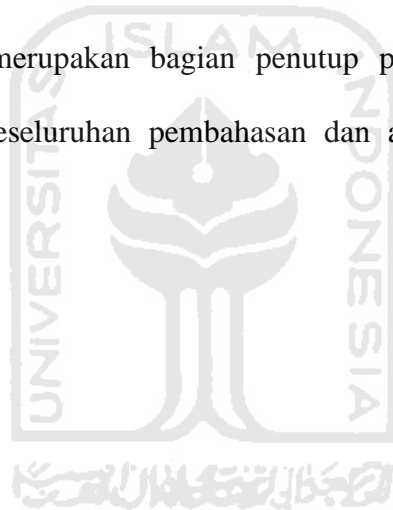 merupakan bagian penutup p
eseluruhan pembahasan dan a
ISLAM
UNIVERSITAS
INDONESIA